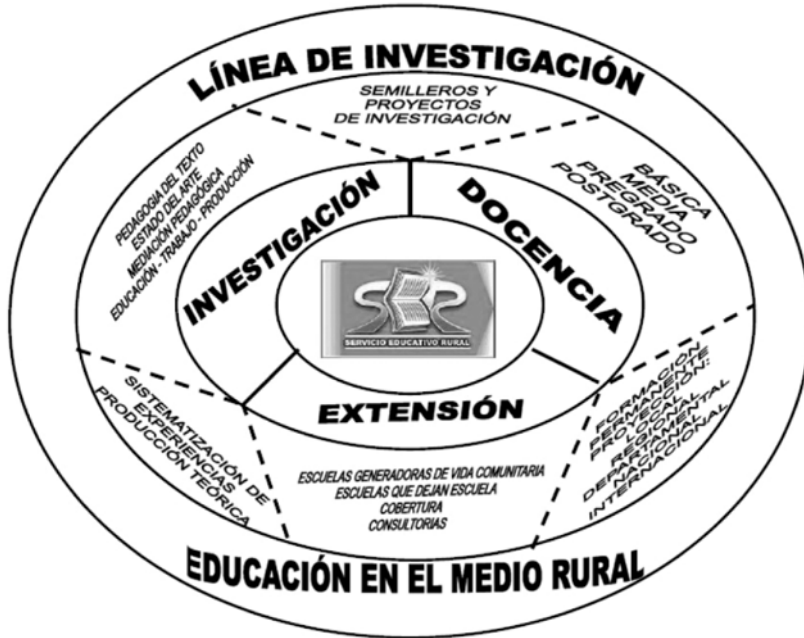 LÍNEA DE INVESTIGACIÓN
SEMILLEROS Y
PROYECTOS
DE INVESTIGACIÓN
PEDAGOGIA DEL TEXTO
ESTADO DEL ARTE
MEDIACIÓN PEDAGÓGICA
EDUCACIÓN - TRABAJO - PRODUCCIÓN
BÁSICA
MEDIA
PREGRADO
POSTGRADO
INVESTIGACIÓN
DOCENCIA
SERVICIO EDUCATIVO RURAL
EXTENSIÓN
SISTEMATIZACIÓN DE
EXPERIENCIAS
PRODUCCIÓN TEÓRICA
ESCUELAS GENERADORAS DE VIDA COMUNITARIA
ESCUELAS QUE DEJAN ESCUELA
COBERTURA
CONSULTORIAS
FORMACIÓN
PERMANENTE
PROYECCIÓN:
LOCAL
REGIONAL
DEPARTAMENTAL
NACIONAL
INTERNACIONAL
EDUCACIÓN EN EL MEDIO RURAL